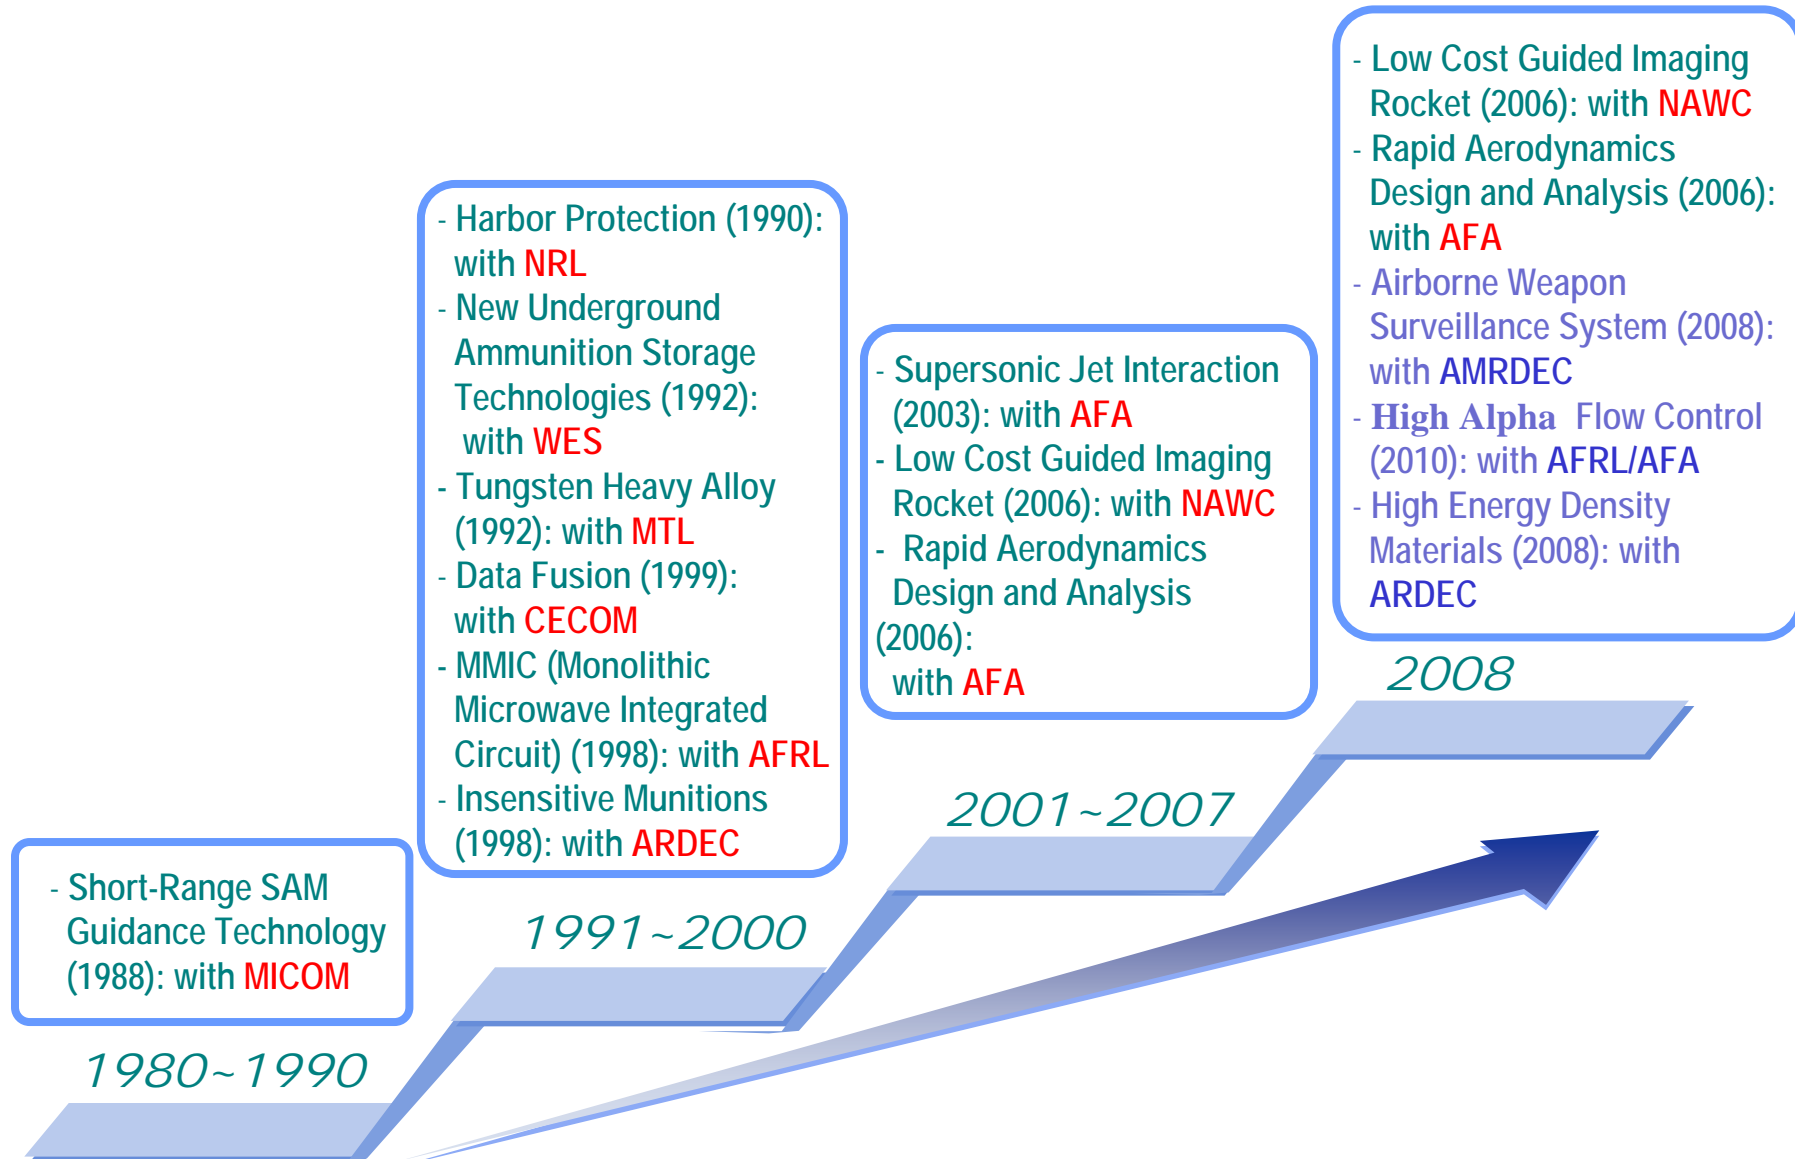 - Short-Range SAM
Guidance Technology
(1988): with MICOM
1980~1990
- Harbor Protection (1990):
with NRL
- New Underground
Ammunition Storage
Technologies (1992):
with WES
- Tungsten Heavy Alloy
(1992): with MTL
- Data Fusion (1999):
with CECOM
- MMIC (Monolithic
Microwave Integrated
Circuit) (1998): with AFRL
- Insensitive Munitions
(1998): with ARDEC
1991~2000
- Supersonic Jet Interaction
(2003): with AFA
- Low Cost Guided Imaging
Rocket (2006): with NAWC
- Rapid Aerodynamics
Design and Analysis
(2006):
with AFA
2001~2007
- Low Cost Guided Imaging
Rocket (2006): with NAWC
- Rapid Aerodynamics
Design and Analysis (2006):
with AFA
- Airborne Weapon
Surveillance System (2008):
with AMRDEC
- High Alpha Flow Control
(2010): with AFRL/AFA
- High Energy Density
Materials (2008): with
ARDEC
2008